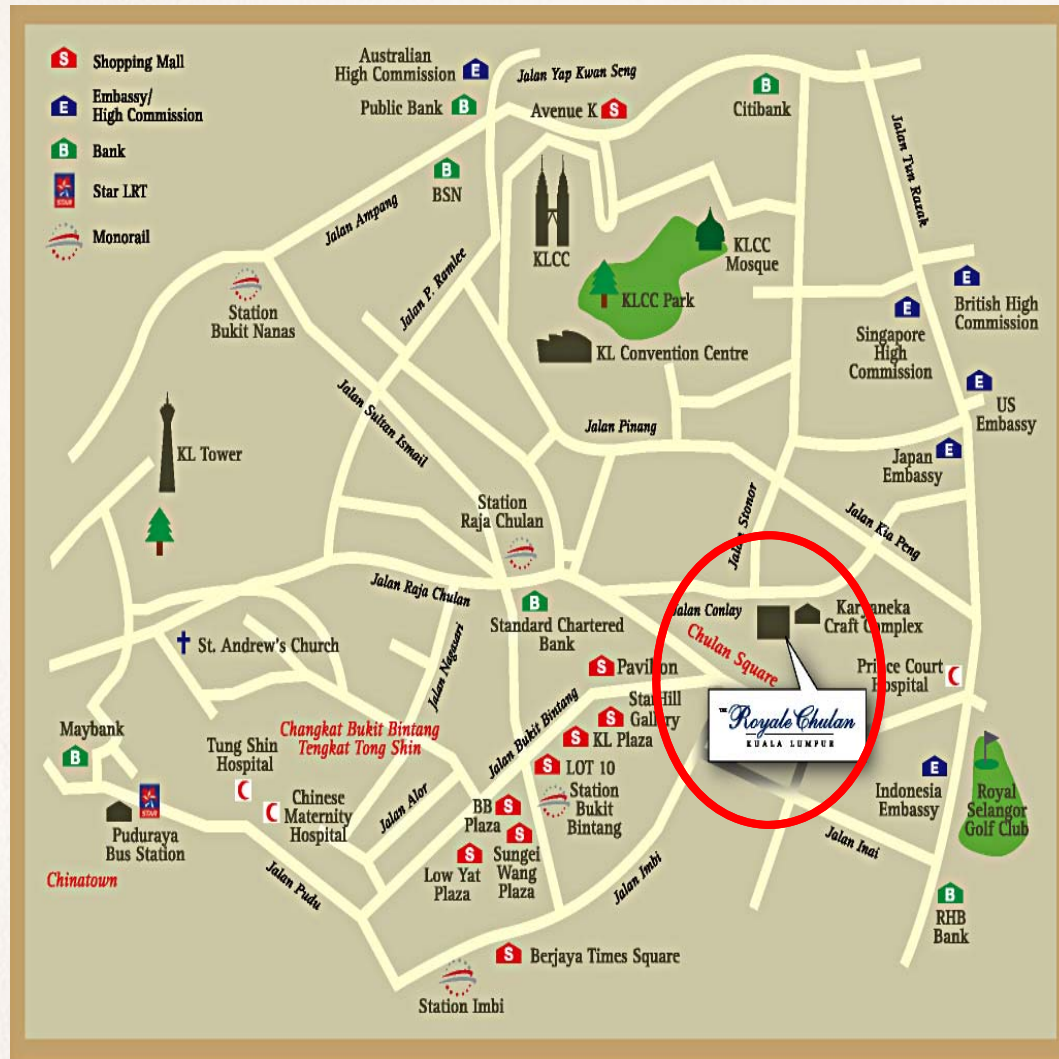 Shopping Mall
Embassy/
High Commission
Bank
Star LRT
Monorail
Australian
High Commission
Jalan Yap Kwan Seng
Public Bank
Avenue K
Citibank
BSN
Jalan Ampang
Jalan Tun Razak
KLCC
KLCC
Mosque
KLCC Park
KL Convention Centre
Jalan P. Ramlee
Station
Bukit Nanas
British High
Commission
Singapore
High
Commission
US
Embassy
Japan
Embassy
Jalan Sultan Ismail
Jalan Pinang
KL Tower
Station
Raja Chulan
Jalan Stonor
Jalan Kia Peng
Jalan Raja Chulan
Standard Chartered
Bank
Jalan Conlay
Karyaneka
Craft Complex
Chulan Square
St. Andrew's Church
Jalan Nagasari
Pavilion
Prince Court
Hospital
StarHill
Gallery
THE
Royale Chulan
KUALA LUMPUR
KL Plaza
Jalan Bukit Bintang
Changkat Bukit Bintang
Tengkat Tong Shin
Maybank
Tung Shin
Hospital
LOT 10
Station
Bukit
Bintang
Chinese
Maternity
Hospital
Jalan Alor
BB
Plaza
Indonesia
Embassy
Royal
Selangor
Golf Club
Puduraya
Bus Station
STAR
Low Yat
Plaza
Sungei
Wang
Plaza
Jalan Imbi
Jalan Inai
Chinatown
Jalan Pudu
RHB
Bank
Berjaya Times Square
Station Imbi